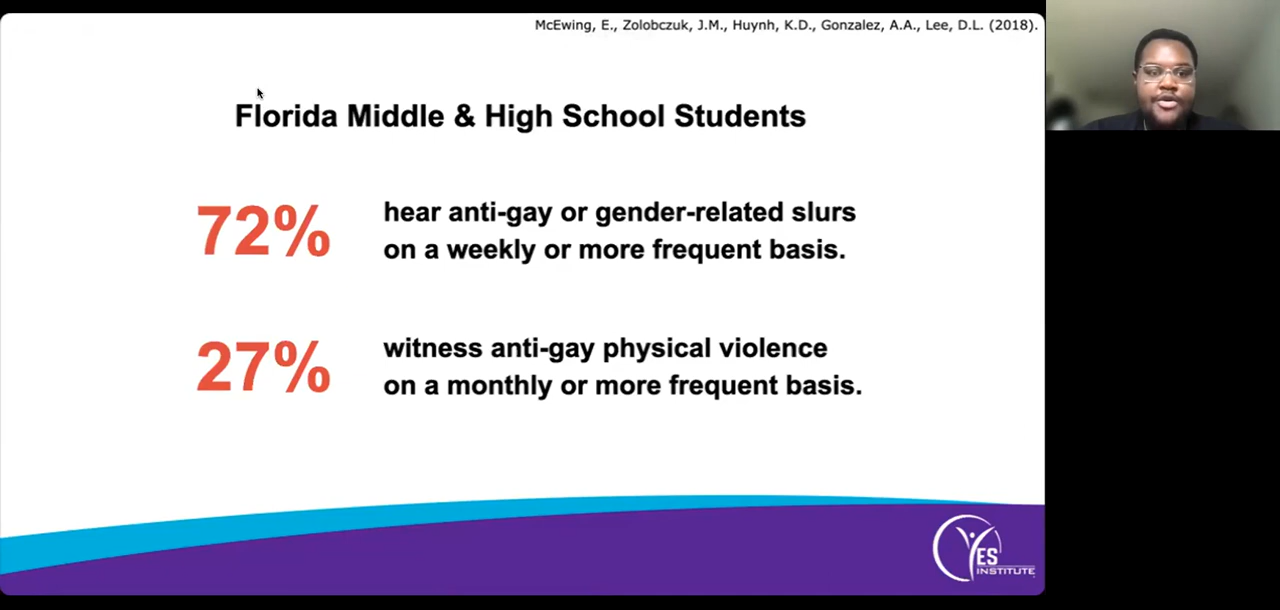 McEwing, E., Zolobczuk, J.M., Huynh, K.D., Gonzalez, A.A., Lee, D.L. (2018).
Florida Middle & High School Students
72%
hear anti-gay or gender-related slurs
on a weekly or more frequent basis.
27%
witness anti-gay physical violence
on a monthly or more frequent basis.
YES
INSTITUTE